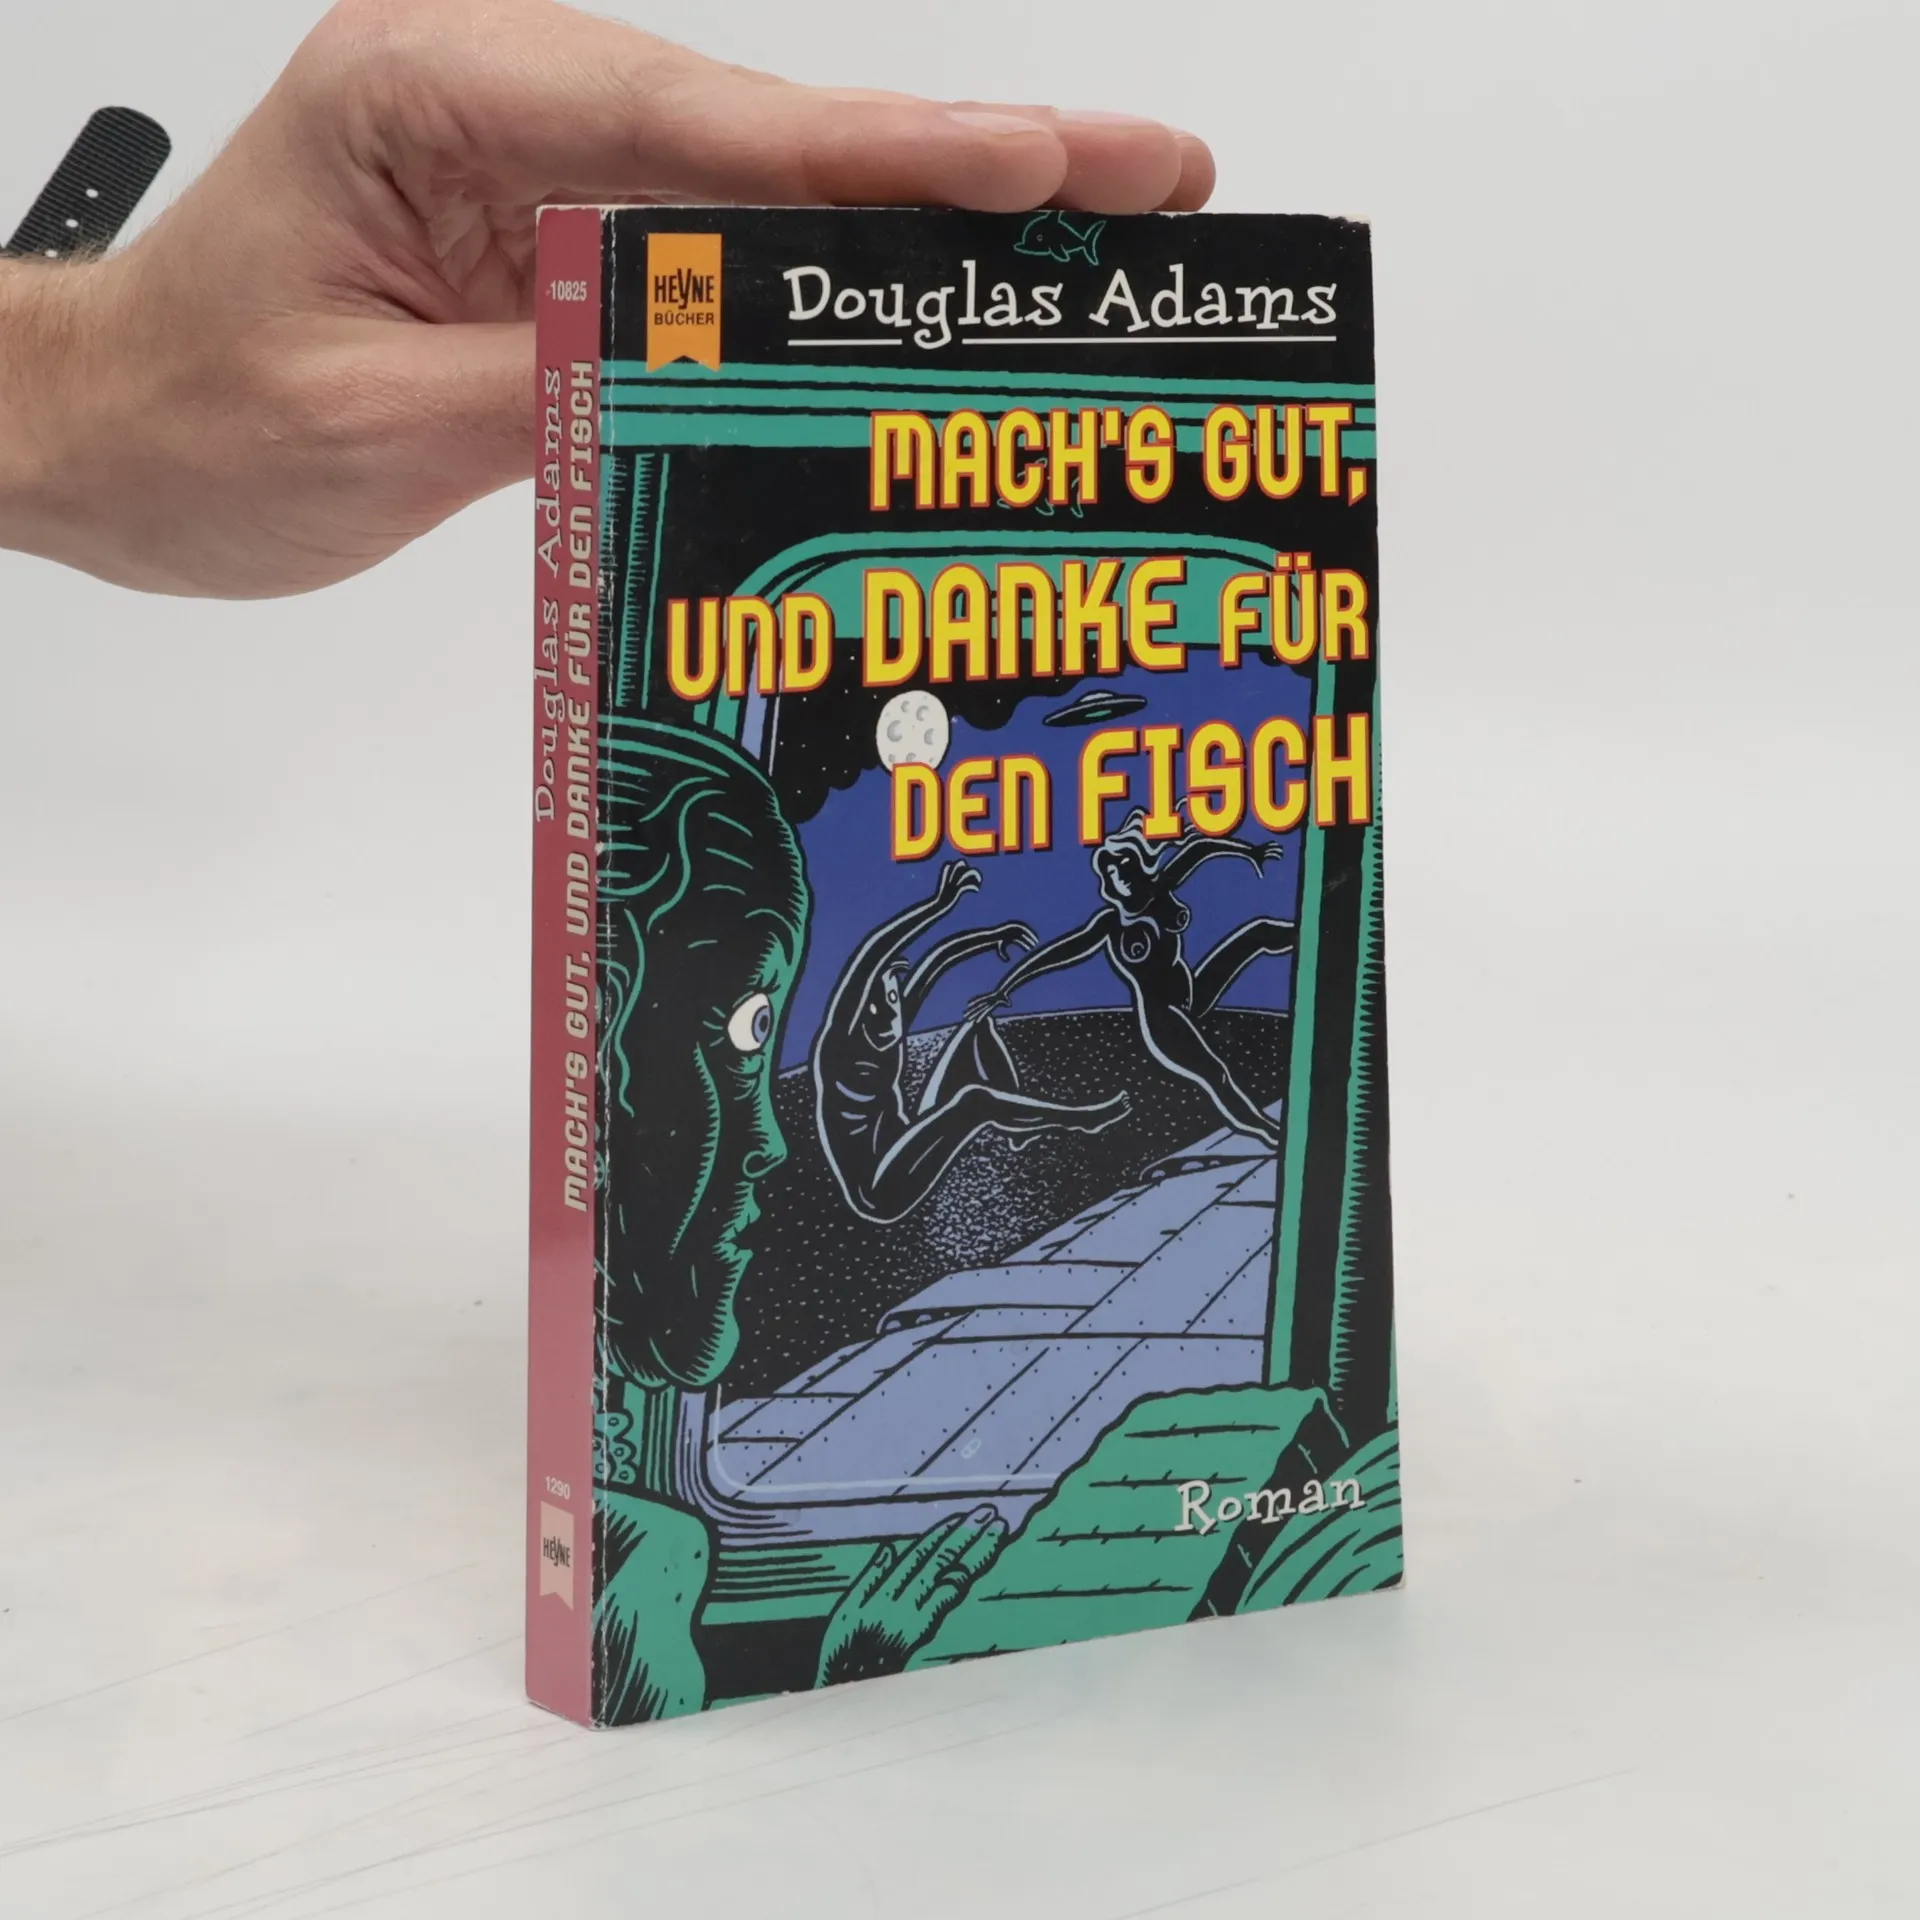 HEYNE
BÜCHER
Douglas Adams
MACH'S GUT,
UND DANKE FÜR
DEN FISCH
Roman
10825
Douglas Adams
MACH'S GUT, UND DANKE FÜR DEN FISCH
1290
HEYNE